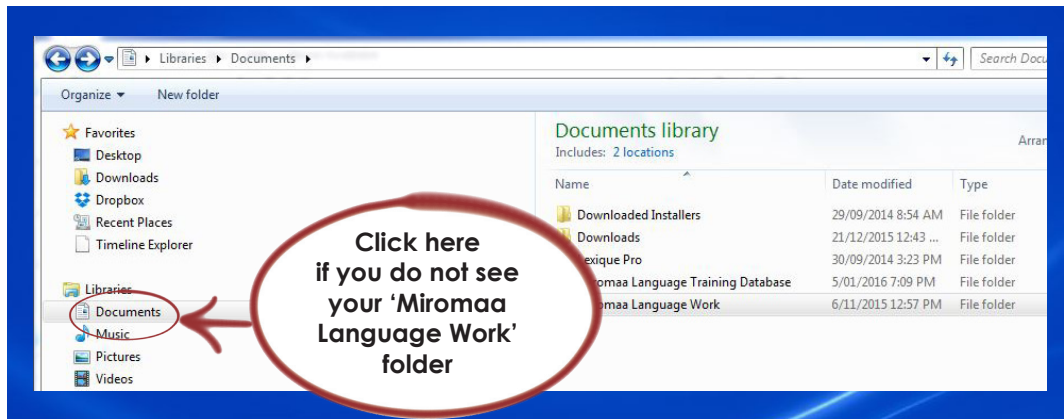 Libraries Documents
Search Docu
Organize New folder
Favorites
Desktop
Downloads
Dropbox
Recent Places
Timeline Explorer
Libraries
Documents
Music
Pictures
Videos
Documents library
Includes: 2 locations
Arran
Name Date modified Type
Downloaded Installers 29/09/2014 8:54 AM File folder
Downloads 21/12/2015 12:43 ... File folder
exique Pro 30/09/2014 3:23 PM File folder
romaa Language Training Database 5/01/2016 7:09 PM File folder
omaa Language Work 6/11/2015 12:57 PM File folder
Click here
if you do not see
your ‘Miromaa
Language Work’
folder